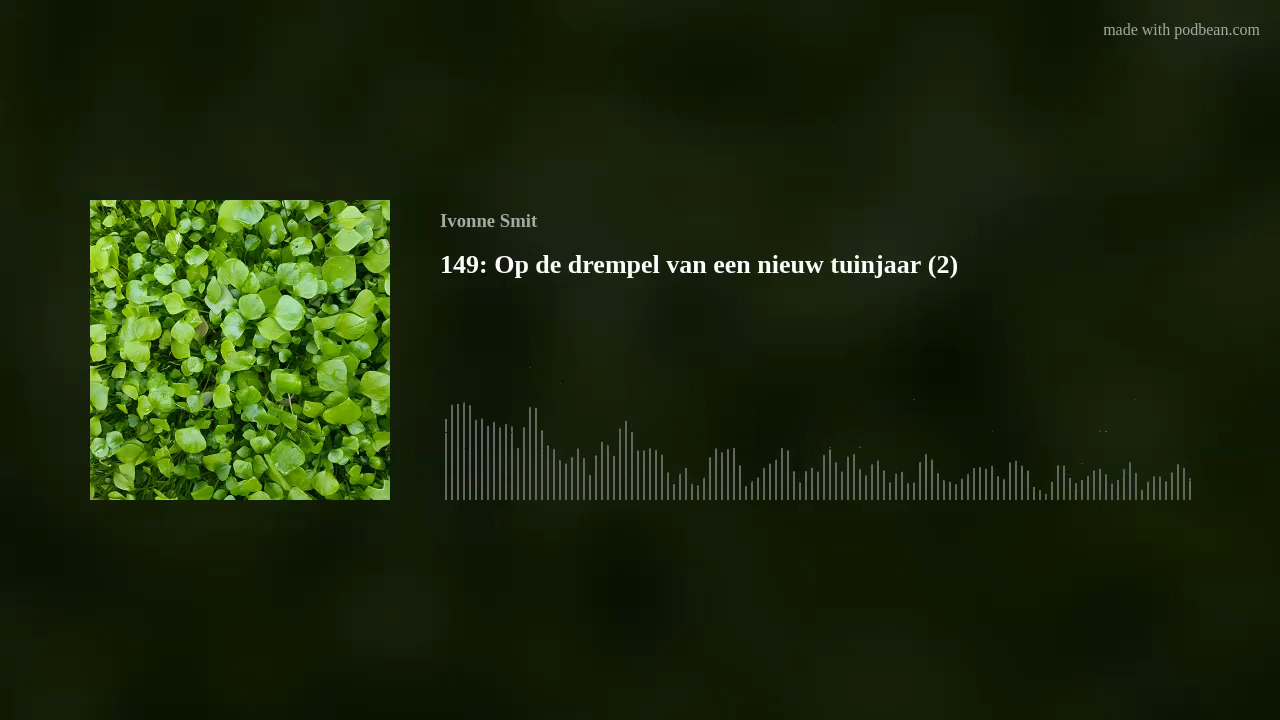 made with podbean.com
Ivonne Smit
149: Op de drempel van een nieuw tuinjaar (2)